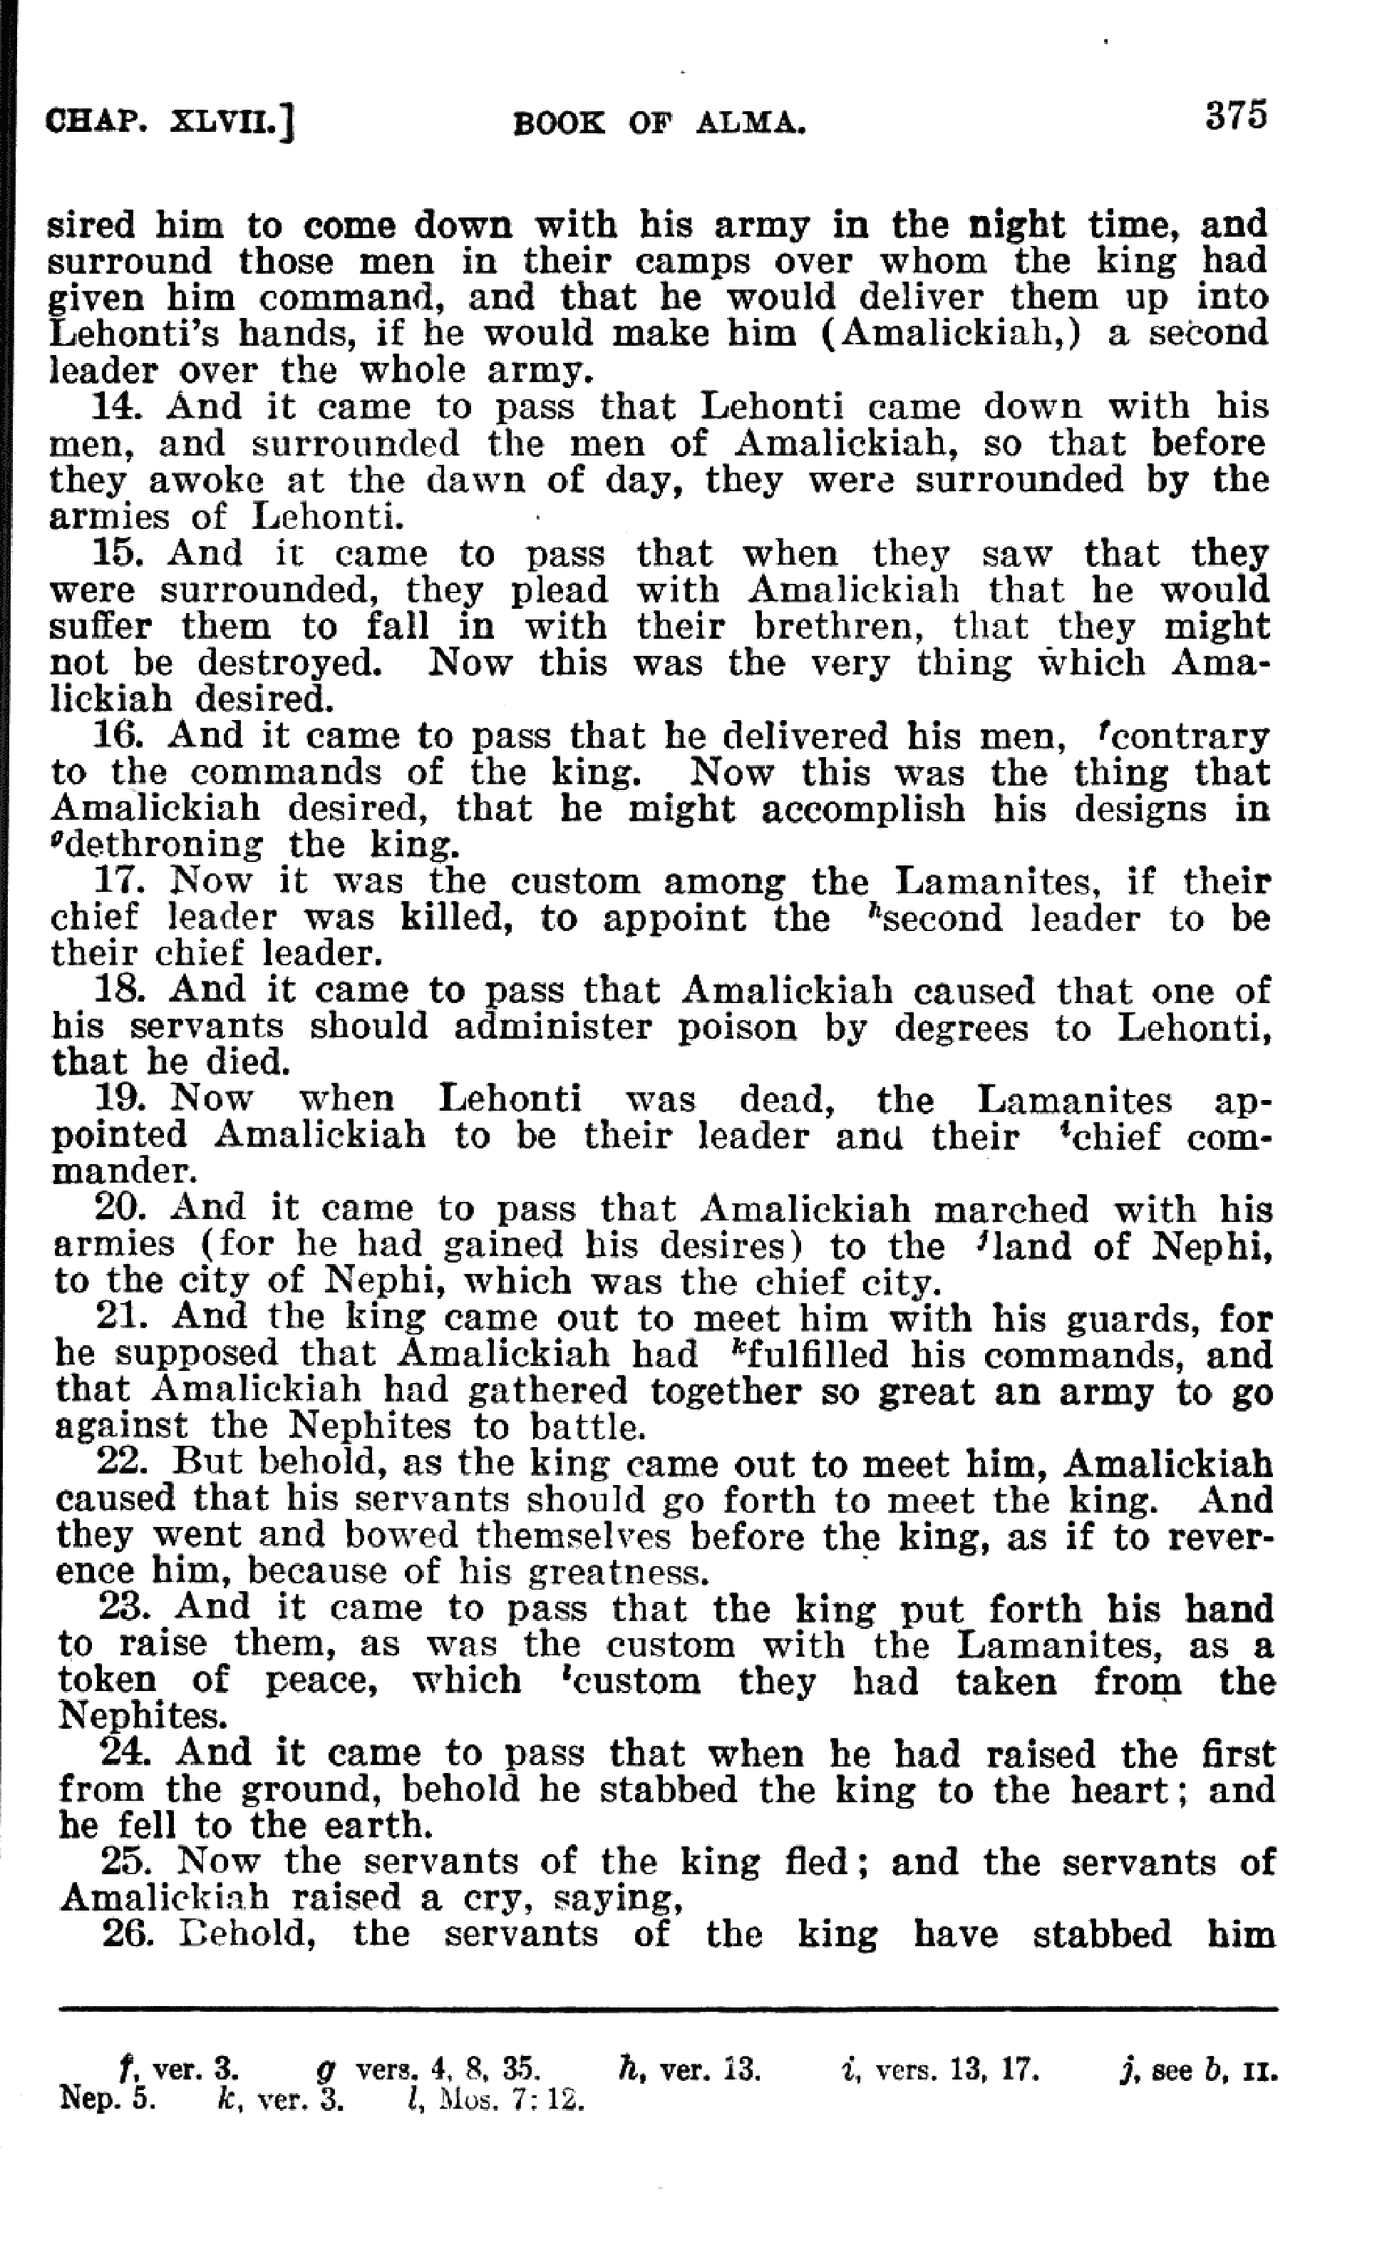 CHAP. XLVII.] BOOK OF ALMA. 375
sired him to come down with his army in the night time, and
surround those men in their camps over whom the king had
given him command, and that he would deliver them up into
Lehonti's hands, if he would make him (Amalickiah,) a second
leader over the whole army.
14. And it came to pass that Lehonti came down with his
men, and surrounded the men of Amalickiah, so that before
they awoke at the dawn of day, they were surrounded by the
armies of Lehonti.
15. And it came to pass that when they saw that they
were surrounded, they plead with Amalickiah that he would
suffer them to fall in with their brethren, that they might
not be destroyed. Now this was the very thing which Ama-
lickiah desired.
16. And it came to pass that he delivered his men, fcontrary
to the commands of the king. Now this was the thing that
Amalickiah desired, that he might accomplish his designs in
gdethroning the king.
17. Now it was the custom among the Lamanites, if their
chief leader was killed, to appoint the hsecond leader to be
their chief leader.
18. And it came to pass that Amalickiah caused that one of
his servants should administer poison by degrees to Lehonti,
that he died.
19. Now when Lehonti was dead, the Lamanites ap-
pointed Amalickiah to be their leader and their ichief com-
mander.
20. And it came to pass that Amalickiah marched with his
armies (for he had gained his desires) to the jland of Nephi,
to the city of Nephi, which was the chief city.
21. And the king came out to meet him with his guards, for
he supposed that Amalickiah had kfulfilled his commands, and
that Amalickiah had gathered together so great an army to go
against the Nephites to battle.
22. But behold, as the king came out to meet him, Amalickiah
caused that his servants should go forth to meet the king. And
they went and bowed themselves before the king, as if to rever-
ence him, because of his greatness.
23. And it came to pass that the king put forth his hand
to raise them, as was the custom with the Lamanites, as a
token of peace, which lcustom they had taken from the
Nephites.
24. And it came to pass that when he had raised the first
from the ground, behold he stabbed the king to the heart; and
he fell to the earth.
25. Now the servants of the king fled; and the servants of
Amalickiah raised a cry, saying,
26. Behold, the servants of the king have stabbed him
f, ver. 3. g vers. 4, 8, 35. h, ver. 13. i, vers. 13, 17. j, see b, II.
Nep. 5. k, ver. 3. l, Mos. 7: 12.